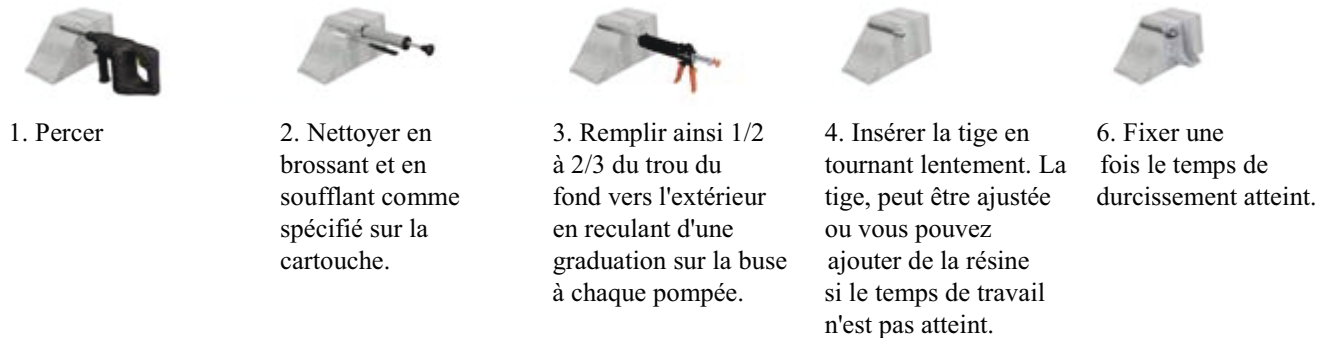 1. Percer
2. Nettoyer en
brossant et en
soufflant comme
spécifié sur la
cartouche.
3. Remplir ainsi 1/2
à 2/3 du trou du
fond vers l'extérieur
en reculant d'une
graduation sur la buse
à chaque pompée.
4. Insérer la tige en
tournant lentement. La
tige, peut être ajustée
ou vous pouvez
ajouter de la résine
si le temps de travail
n'est pas atteint.
6. Fixer une
fois le temps de
durcissement atteint.